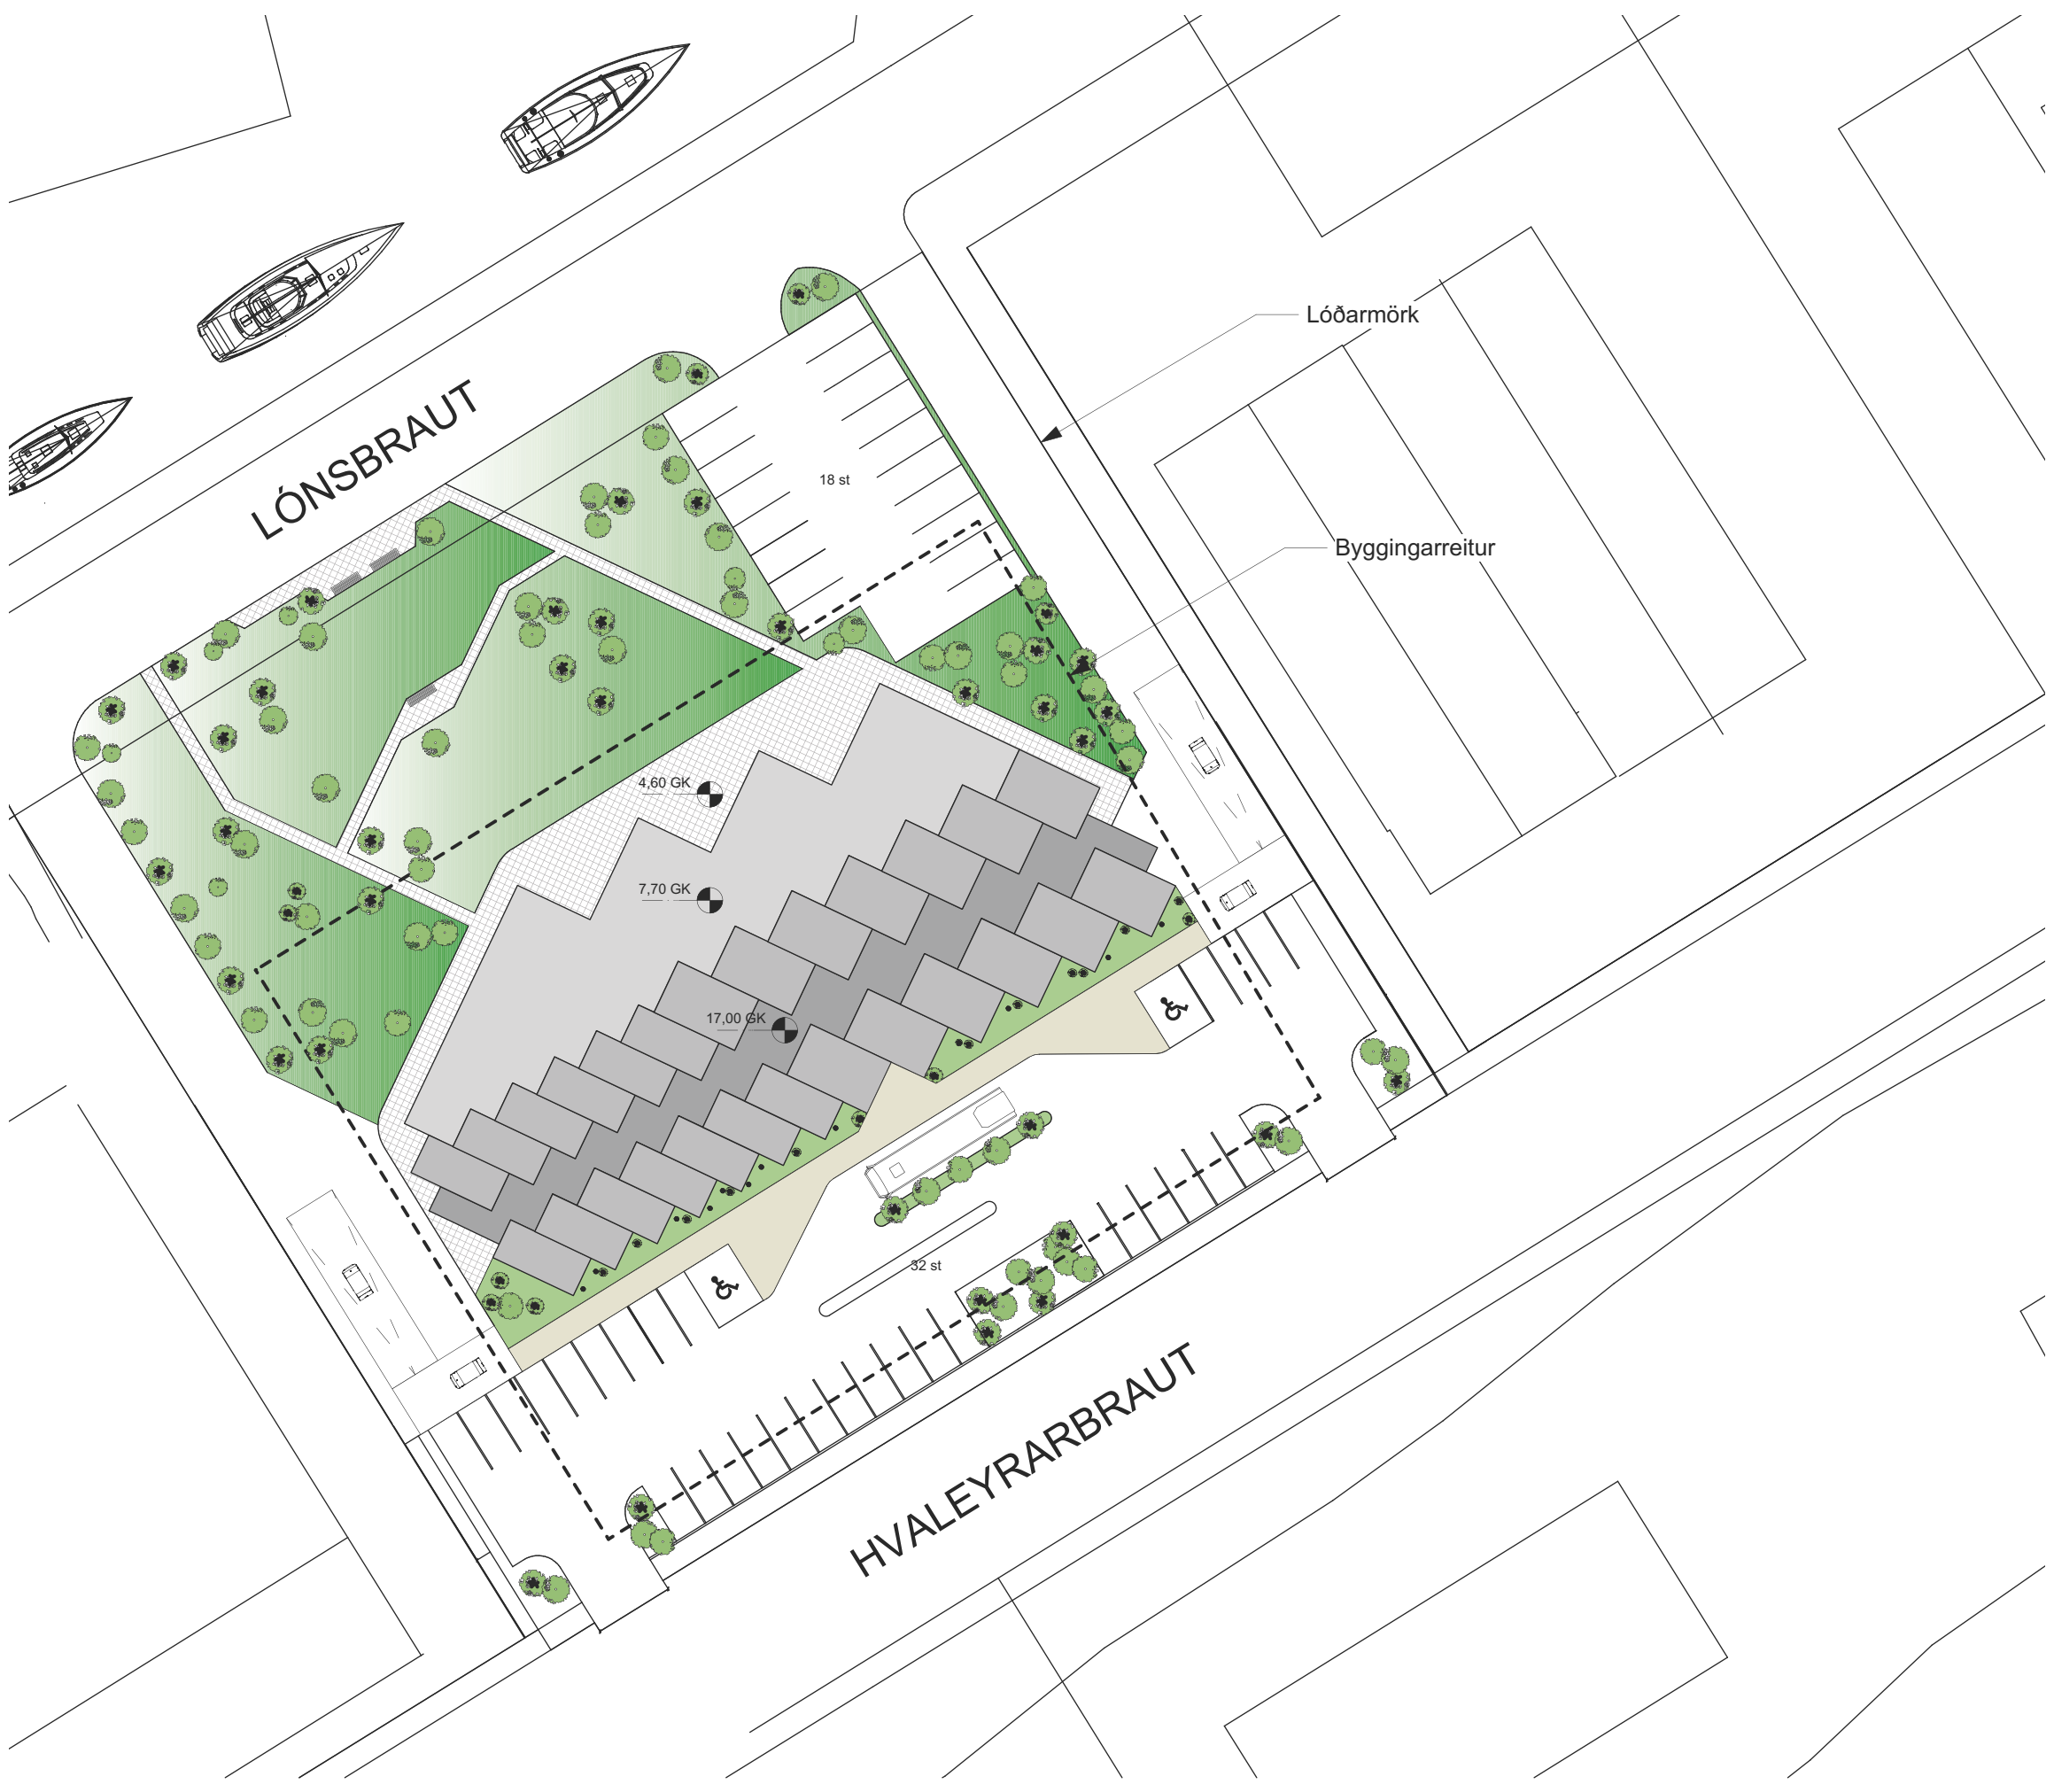 Lóðarmörk
LÓNSBRAUT
18 st
Byggingarreitur
4,60 GK
7,70 GK
17,00 GK
32 st
HVALEYRARBRAUT